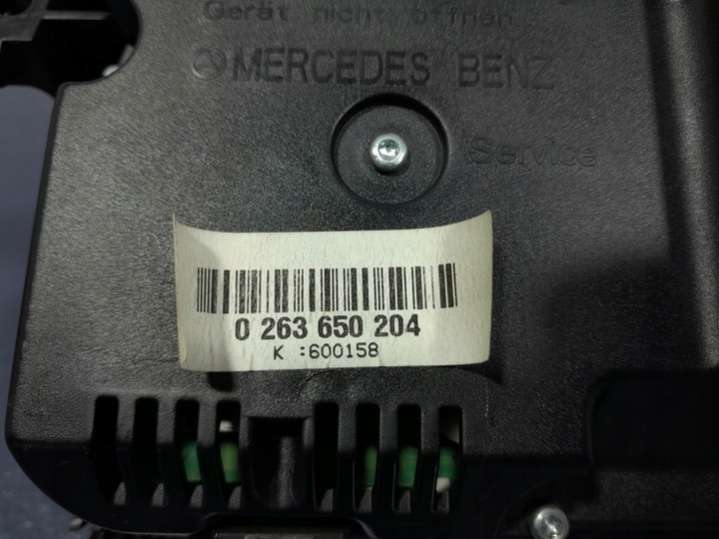 Gerät nicht öffnen
MERCEDES BENZ
Service
0 263 650 204
K :600158